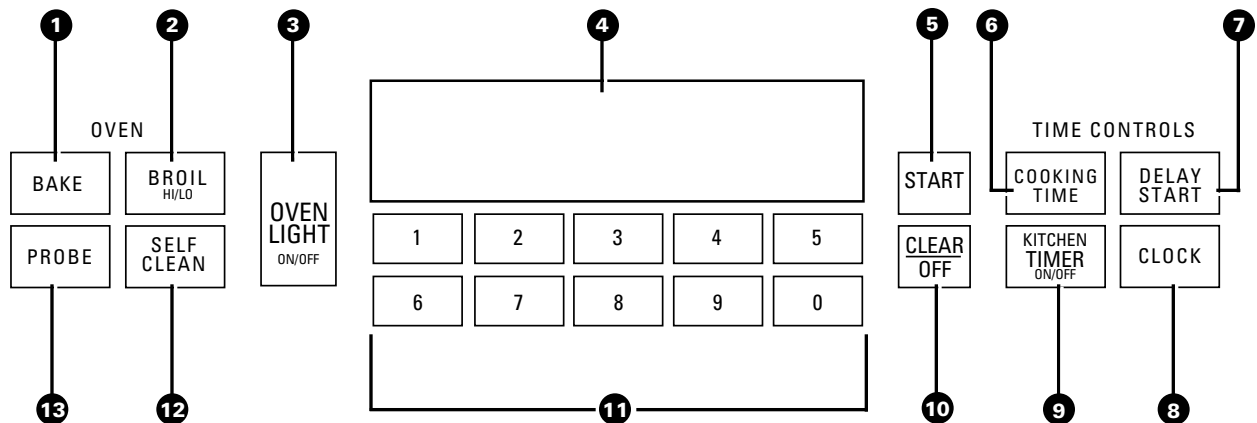 1 2 3 4 5 6 7
OVEN
TIME CONTROLS
BAKE
BROIL
HI/LO
OVEN
LIGHT
ON/OFF
START
COOKING
TIME
DELAY
START
PROBE
SELF
CLEAN
1 2 3 4 5
6 7 8 9 0
CLEAR
OFF
KITCHEN
TIMER
ON/OFF
CLOCK
13 12 11 10 9 8